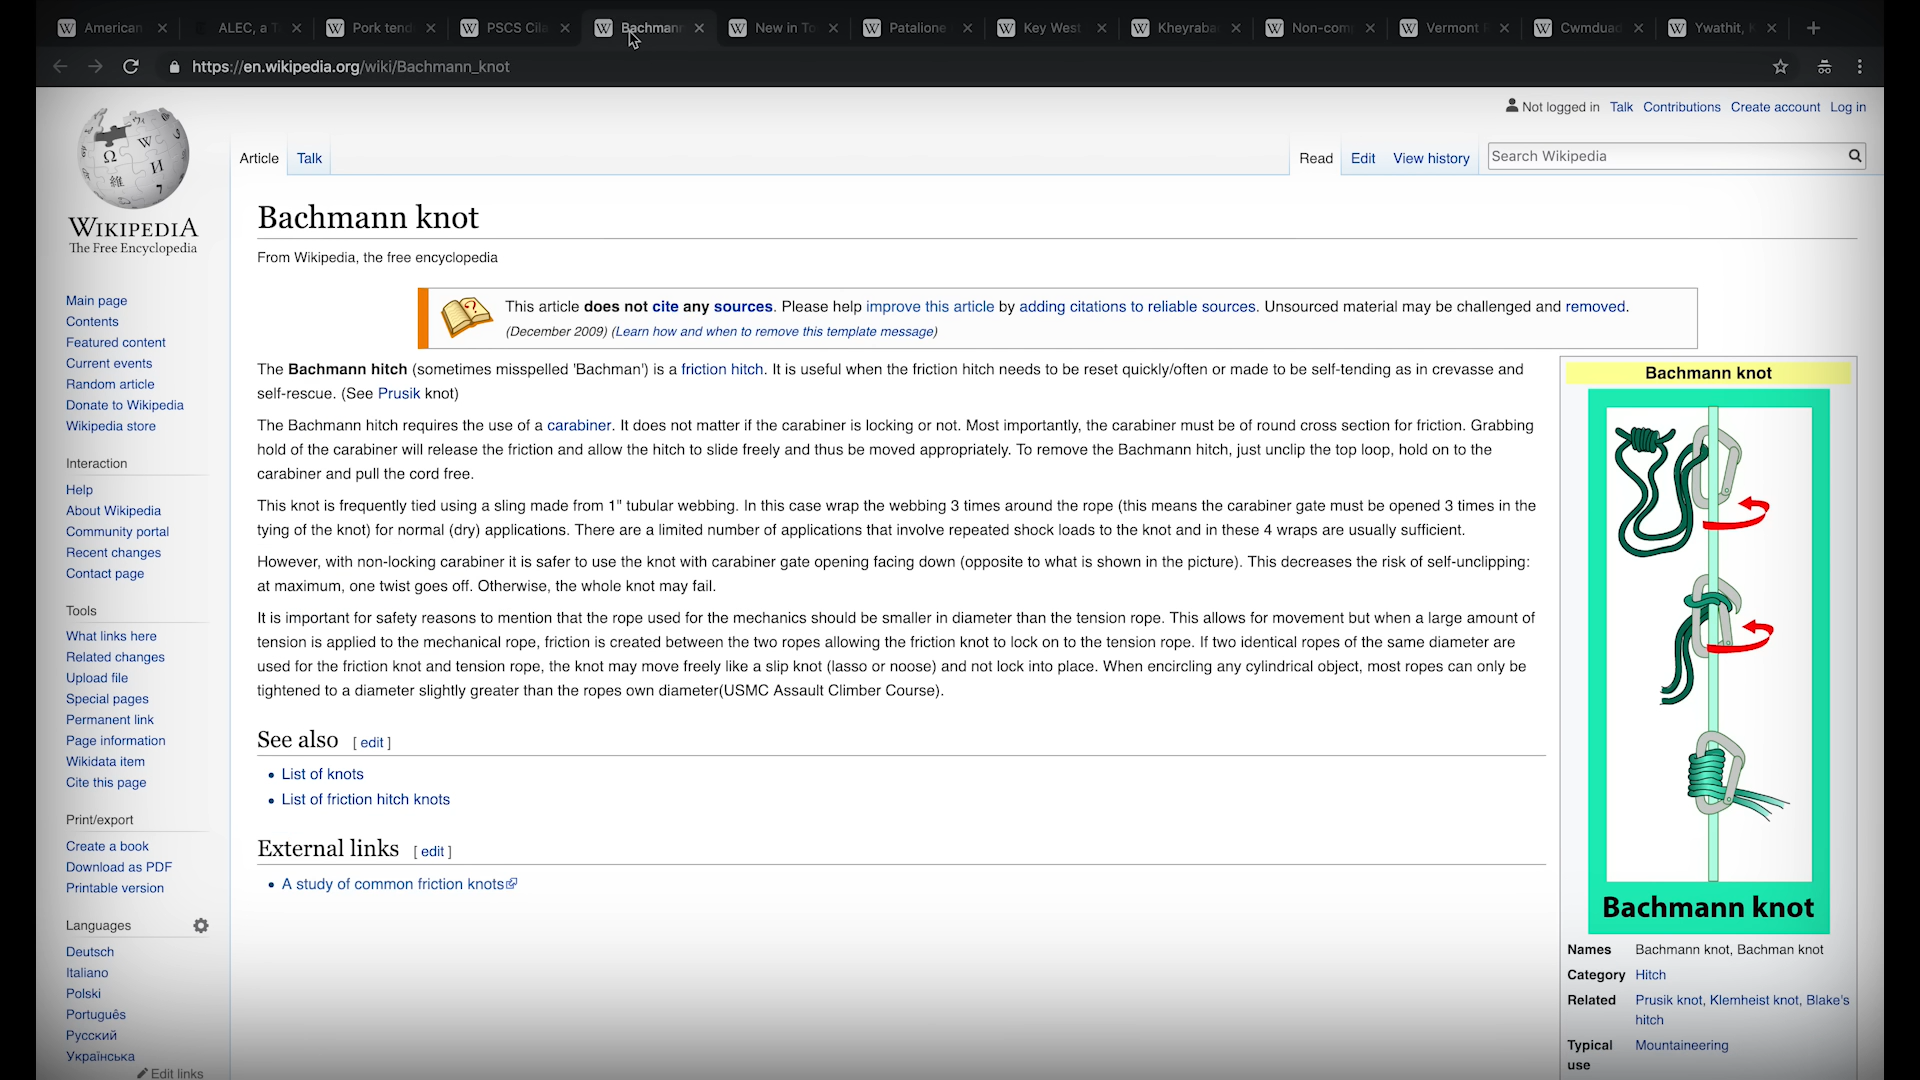 American
ALEC, a T
Pork tend
PSCS Cila
Bachmann
New in To
Patalione
Key West
Kheyraba
Non-com
Vermont
Cwmdua
Ywathit,
https://en.wikipedia.org/wiki/Bachmann_knot
Not logged in Talk Contributions Create account Log in
Article Talk
Read Edit View history
Search Wikipedia
WIKIPEDIA
The Free Encyclopedia
Main page
Contents
Featured content
Current events
Random article
Donate to Wikipedia
Wikipedia store
Interaction
Help
About Wikipedia
Community portal
Recent changes
Contact page
Tools
What links here
Related changes
Upload file
Special pages
Permanent link
Page information
Wikidata item
Cite this page
Print/export
Create a book
Download as PDF
Printable version
Languages
Deutsch
Italiano
Polski
Português
Русский
Українська
Edit links
Bachmann knot
From Wikipedia, the free encyclopedia
This article does not cite any sources. Please help improve this article by adding citations to reliable sources. Unsourced material may be challenged and removed.
(December 2009) (Learn how and when to remove this template message)
The Bachmann hitch (sometimes misspelled 'Bachman') is a friction hitch. It is useful when the friction hitch needs to be reset quickly/often or made to be self-tending as in crevasse and
self-rescue. (See Prusik knot)
The Bachmann hitch requires the use of a carabiner. It does not matter if the carabiner is locking or not. Most importantly, the carabiner must be of round cross section for friction. Grabbing
hold of the carabiner will release the friction and allow the hitch to slide freely and thus be moved appropriately. To remove the Bachmann hitch, just unclip the top loop, hold on to the
carabiner and pull the cord free.
This knot is frequently tied using a sling made from 1" tubular webbing. In this case wrap the webbing 3 times around the rope (this means the carabiner gate must be opened 3 times in the
tying of the knot) for normal (dry) applications. There are a limited number of applications that involve repeated shock loads to the knot and in these 4 wraps are usually sufficient.
However, with non-locking carabiner it is safer to use the knot with carabiner gate opening facing down (opposite to what is shown in the picture). This decreases the risk of self-unclipping:
at maximum, one twist goes off. Otherwise, the whole knot may fail.
It is important for safety reasons to mention that the rope used for the mechanics should be smaller in diameter than the tension rope. This allows for movement but when a large amount of
tension is applied to the mechanical rope, friction is created between the two ropes allowing the friction knot to lock on to the tension rope. If two identical ropes of the same diameter are
used for the friction knot and tension rope, the knot may move freely like a slip knot (lasso or noose) and not lock into place. When encircling any cylindrical object, most ropes can only be
tightened to a diameter slightly greater than the ropes own diameter(USMC Assault Climber Course).
See also [ edit ]
List of knots
List of friction hitch knots
External links [ edit ]
A study of common friction knots
Bachmann knot
Bachmann knot
Names Bachmann knot, Bachman knot
Category Hitch
Related Prusik knot, Klemheist knot, Blake's
hitch
Typical Mountaineering
use